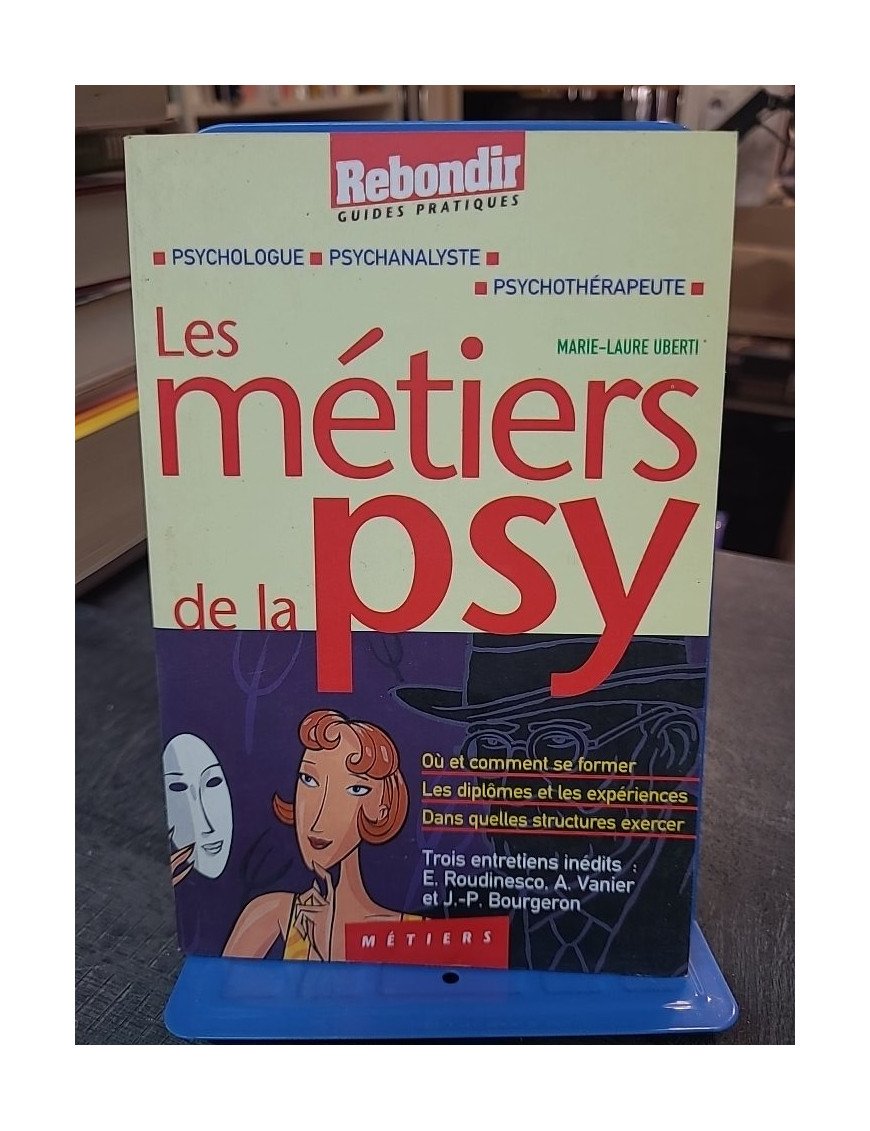 Rebondir
GUIDES PRATIQUES
PSYCHOLOGUE PSYCHANALYSTE
PSYCHOTHÉRAPEUTE
Les
MARIE-LAURE UBERTI
métiers
de la psy
Où et comment se former
Les diplômes et les expériences
Dans quelles structures exercer
Trois entretiens inédits :
E. Roudinesco, A. Vanier
et J.-P. Bourgeron
MÉTIERS